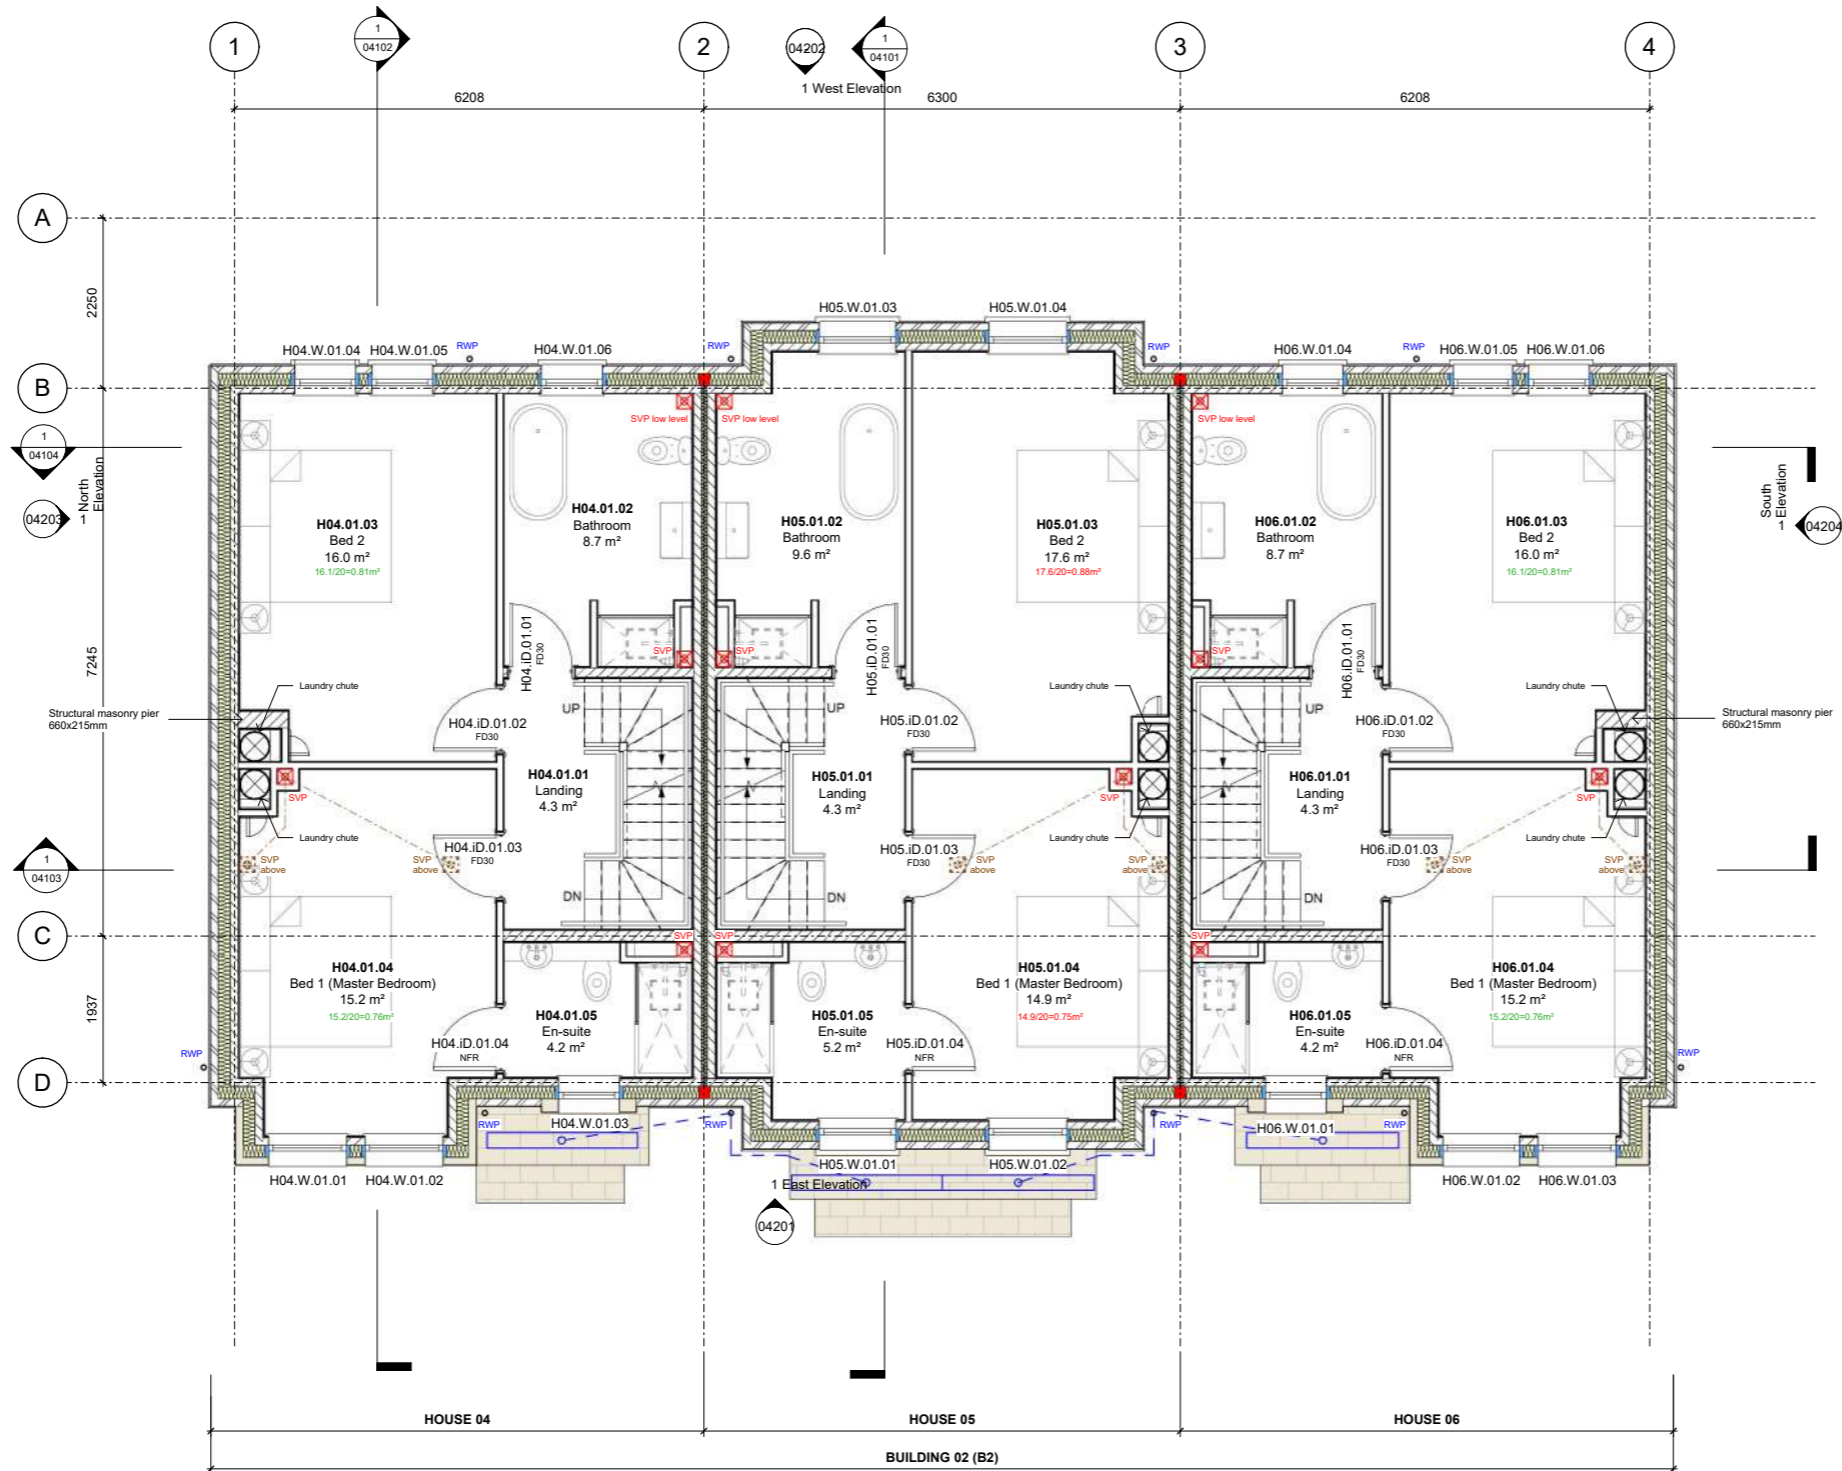 1
1
04102
2
04202
1
04101
1 West Elevation
3
4
6208
6300
6208
A
2250
H05.W.01.03
H05.W.01.04
H04.W.01.04
H04.W.01.05
RWP
H04.W.01.06
RWP
RWP
H06.W.01.04
RWP
H06.W.01.05
H06.W.01.06
B
SVP low level
SVP low level
SVP low level
1
04104
North
Elevation
1
04203
South
Elevation
1
04204
H04.01.03
Bed 2
16.0 m²
16.1/20=0.81m²
H04.01.02
Bathroom
8.7 m²
H05.01.02
Bathroom
9.6 m²
H05.01.03
Bed 2
17.6 m²
17.6/20=0.88m²
H06.01.02
Bathroom
8.7 m²
H06.01.03
Bed 2
16.0 m²
16.1/20=0.81m²
7245
H04.iD.01.01
FD30
SVP
SVP
H05.iD.01.01
FD30
SVP
H06.iD.01.01
FD30
Laundry chute
Laundry chute
Laundry chute
Structural masonry pier
660x215mm
Structural masonry pier
660x215mm
H04.iD.01.02
FD30
UP
UP
H05.iD.01.02
FD30
UP
H06.iD.01.02
FD30
H04.01.01
Landing
4.3 m²
H05.01.01
Landing
4.3 m²
H06.01.01
Landing
4.3 m²
SVP
SVP
SVP
Laundry chute
Laundry chute
Laundry chute
H04.iD.01.03
FD30
H05.iD.01.03
FD30
H06.iD.01.03
FD30
1
04103
SVP
above
SVP
above
SVP
above
SVP
above
SVP
above
SVP
above
DN
DN
DN
C
SVP
SVP
SVP
H04.01.04
Bed 1 (Master Bedroom)
15.2 m²
15.2/20=0.76m²
H05.01.04
Bed 1 (Master Bedroom)
14.9 m²
14.9/20=0.75m²
H06.01.04
Bed 1 (Master Bedroom)
15.2 m²
15.2/20=0.76m²
1937
H04.01.05
En-suite
4.2 m²
H05.01.05
En-suite
5.2 m²
H06.01.05
En-suite
4.2 m²
H04.iD.01.04
NFR
H05.iD.01.04
NFR
H06.iD.01.04
NFR
RWP
RWP
D
RWP
H04.W.01.03
RWP
RWP
H06.W.01.01
RWP
H04.W.01.01
H04.W.01.02
H05.W.01.01
H05.W.01.02
H06.W.01.02
H06.W.01.03
1 East Elevation
04201
HOUSE 04
HOUSE 05
HOUSE 06
BUILDING 02 (B2)